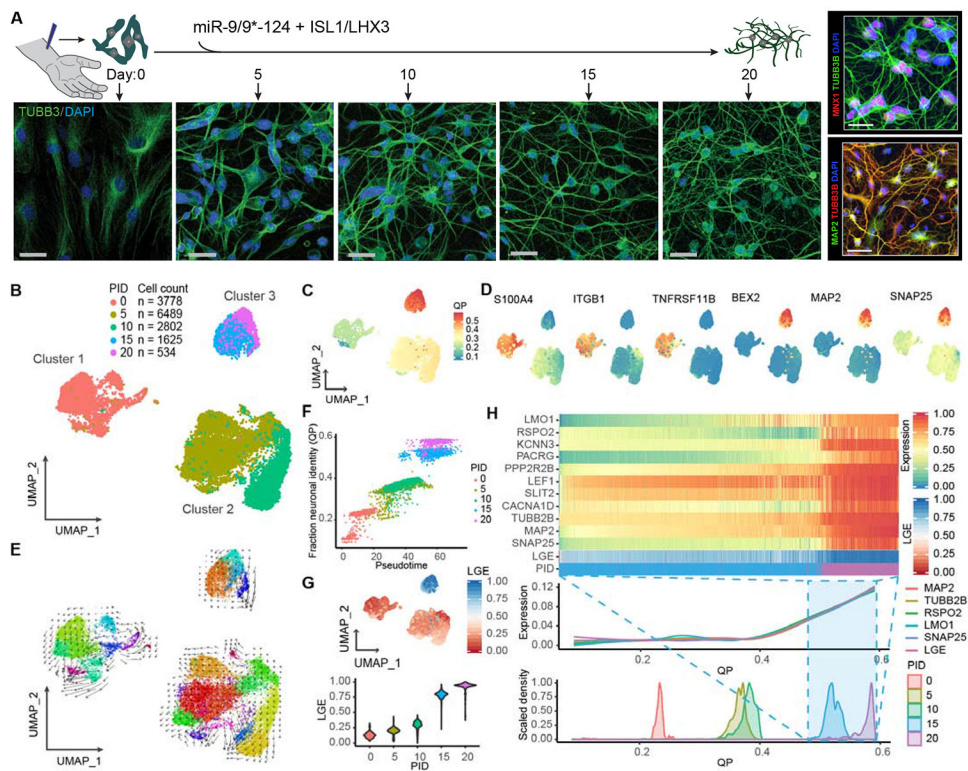 A
miR-9/9*-124 + ISL1/LHX3
Day:0
5
10
15
20
TUBB3/DAPI
MNX1 TUBB3B DAPI
MAP2 TUBB3B DAPI
B
PID Cell count
0 n = 3778
5 n = 6489
10 n = 2802
15 n = 1625
20 n = 534
Cluster 3
Cluster 1
Cluster 2
UMAP_2
UMAP_1
C
QP
0.5
0.4
0.3
0.2
0.1
UMAP_2
UMAP_1
D
S100A4
ITGB1
TNFRSF11B
BEX2
MAP2
SNAP25
E
UMAP_2
UMAP_1
F
Fraction neuronal identity (QP)
0.6
0.4
0.2
0
20
40
60
Pseudotime
PID
0
5
10
15
20
G
LGE
1.00
0.75
0.50
0.25
0.00
UMAP_2
UMAP_1
LGE
1.00
0.75
0.50
0.25
0.00
0
5
10
15
20
PID
H
LMO1
RSPO2
KCNN3
PACRG
PPP2R2B
LEF1
SLIT2
CACNA1D
TUBB2B
MAP2
SNAP25
LGE
PID
Expression
1.00
0.75
0.50
0.25
0.00
LGE
1.00
0.75
0.50
0.25
0.00
Expression
0.12
0.08
0.04
0.00
0.2
0.4
0.6
QP
MAP2
TUBB2B
RSPO2
LMO1
SNAP25
LGE
Scaled density
1.00
0.75
0.50
0.25
0.00
0.2
0.4
0.6
QP
PID
0
5
10
15
20